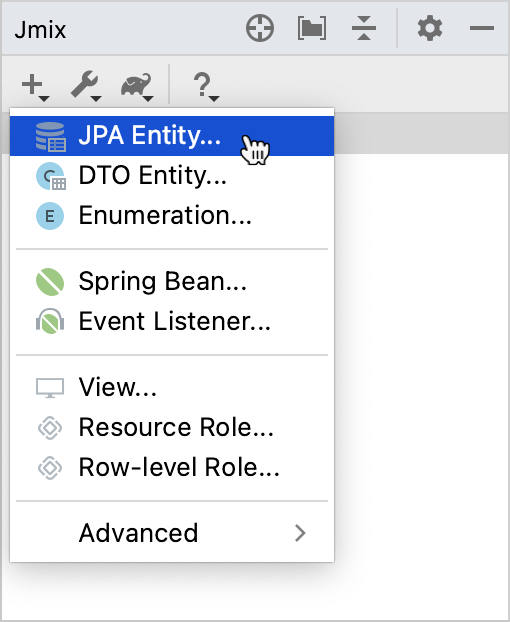 Jmix
?
JPA Entity...
C
DTO Entity...
E
Enumeration...
Spring Bean...
Event Listener...
View...
Resource Role...
Row-level Role...
Advanced